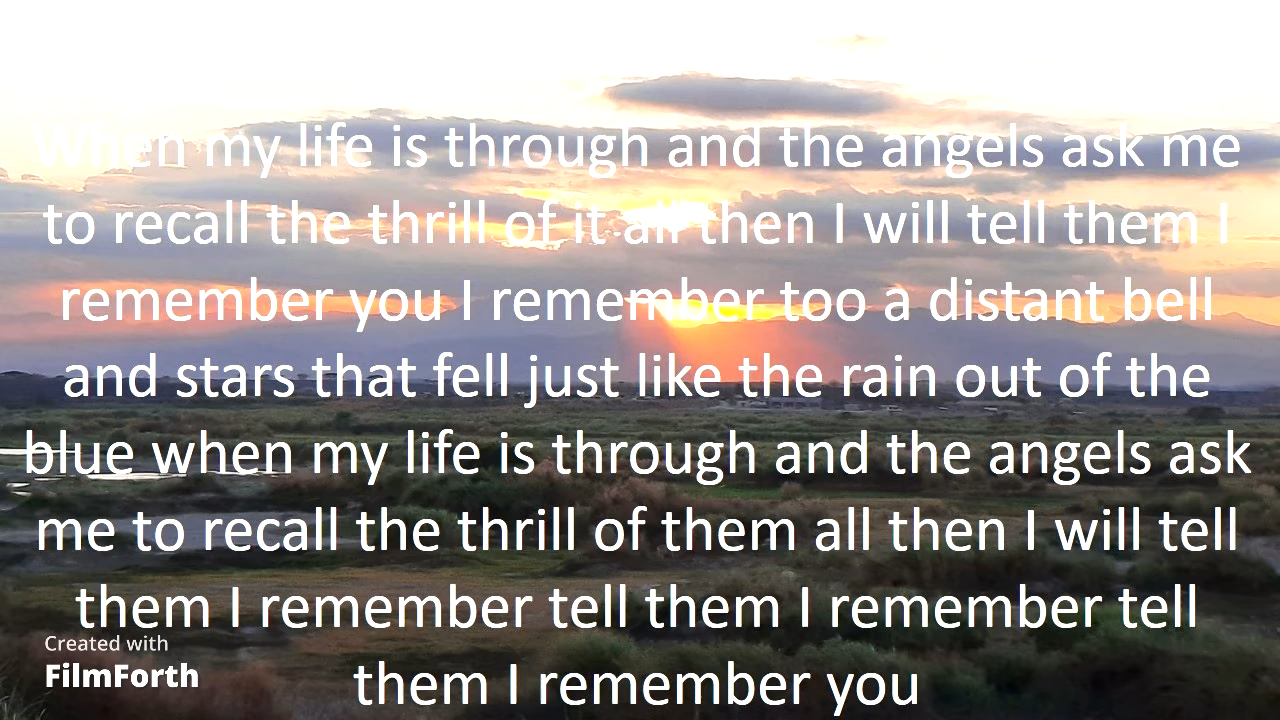 When my life is through and the angels ask me
to recall the thrill of it all then I will tell them I
remember you I remember too a distant bell
and stars that fell just like the rain out of the
blue when my life is through and the angels ask
me to recall the thrill of them all then I will tell
them I remember tell them I remember tell
them I remember you
Created with
FilmForth